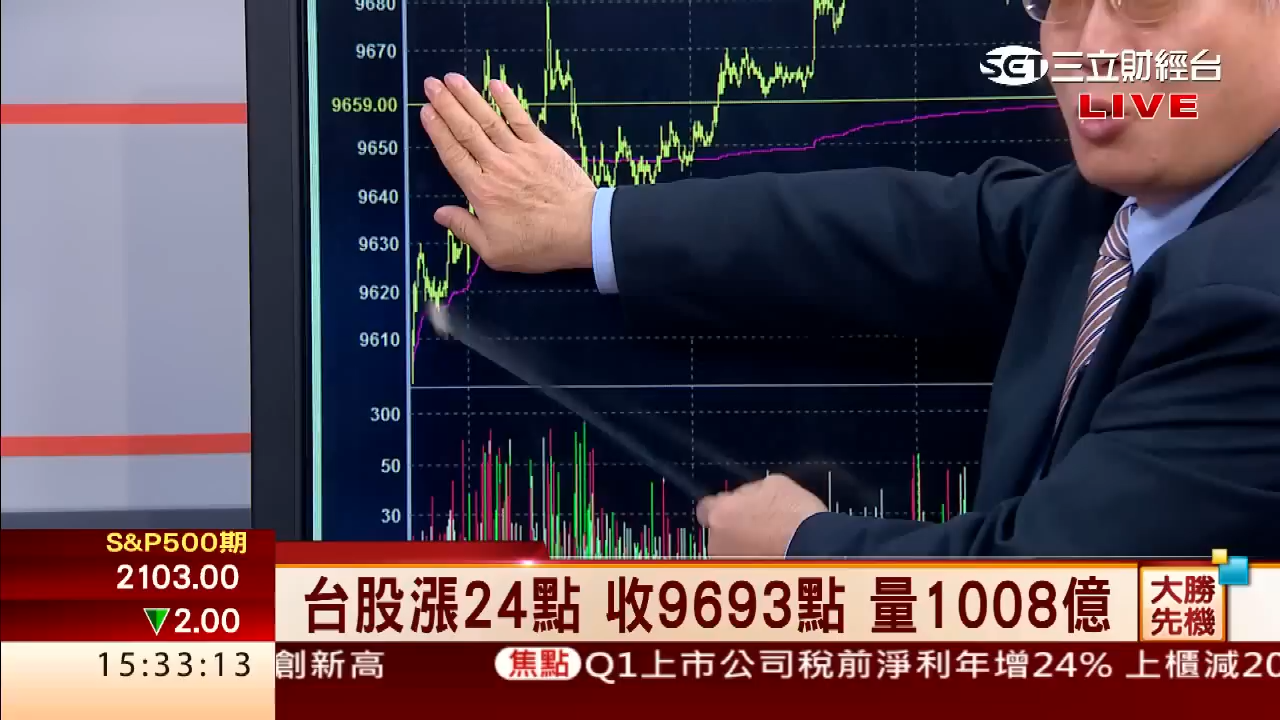 9680
9670
9659.00
9650
9640
9630
9620
9610
300
50
30
SET三立財經台
LIVE
S&P500期
2103.00
▼2.00
15:33:13
台股漲24點 收9693點 量1008億
大勝
先機
創新高 焦點 Q1上市公司稅前淨利年增24% 上櫃減20